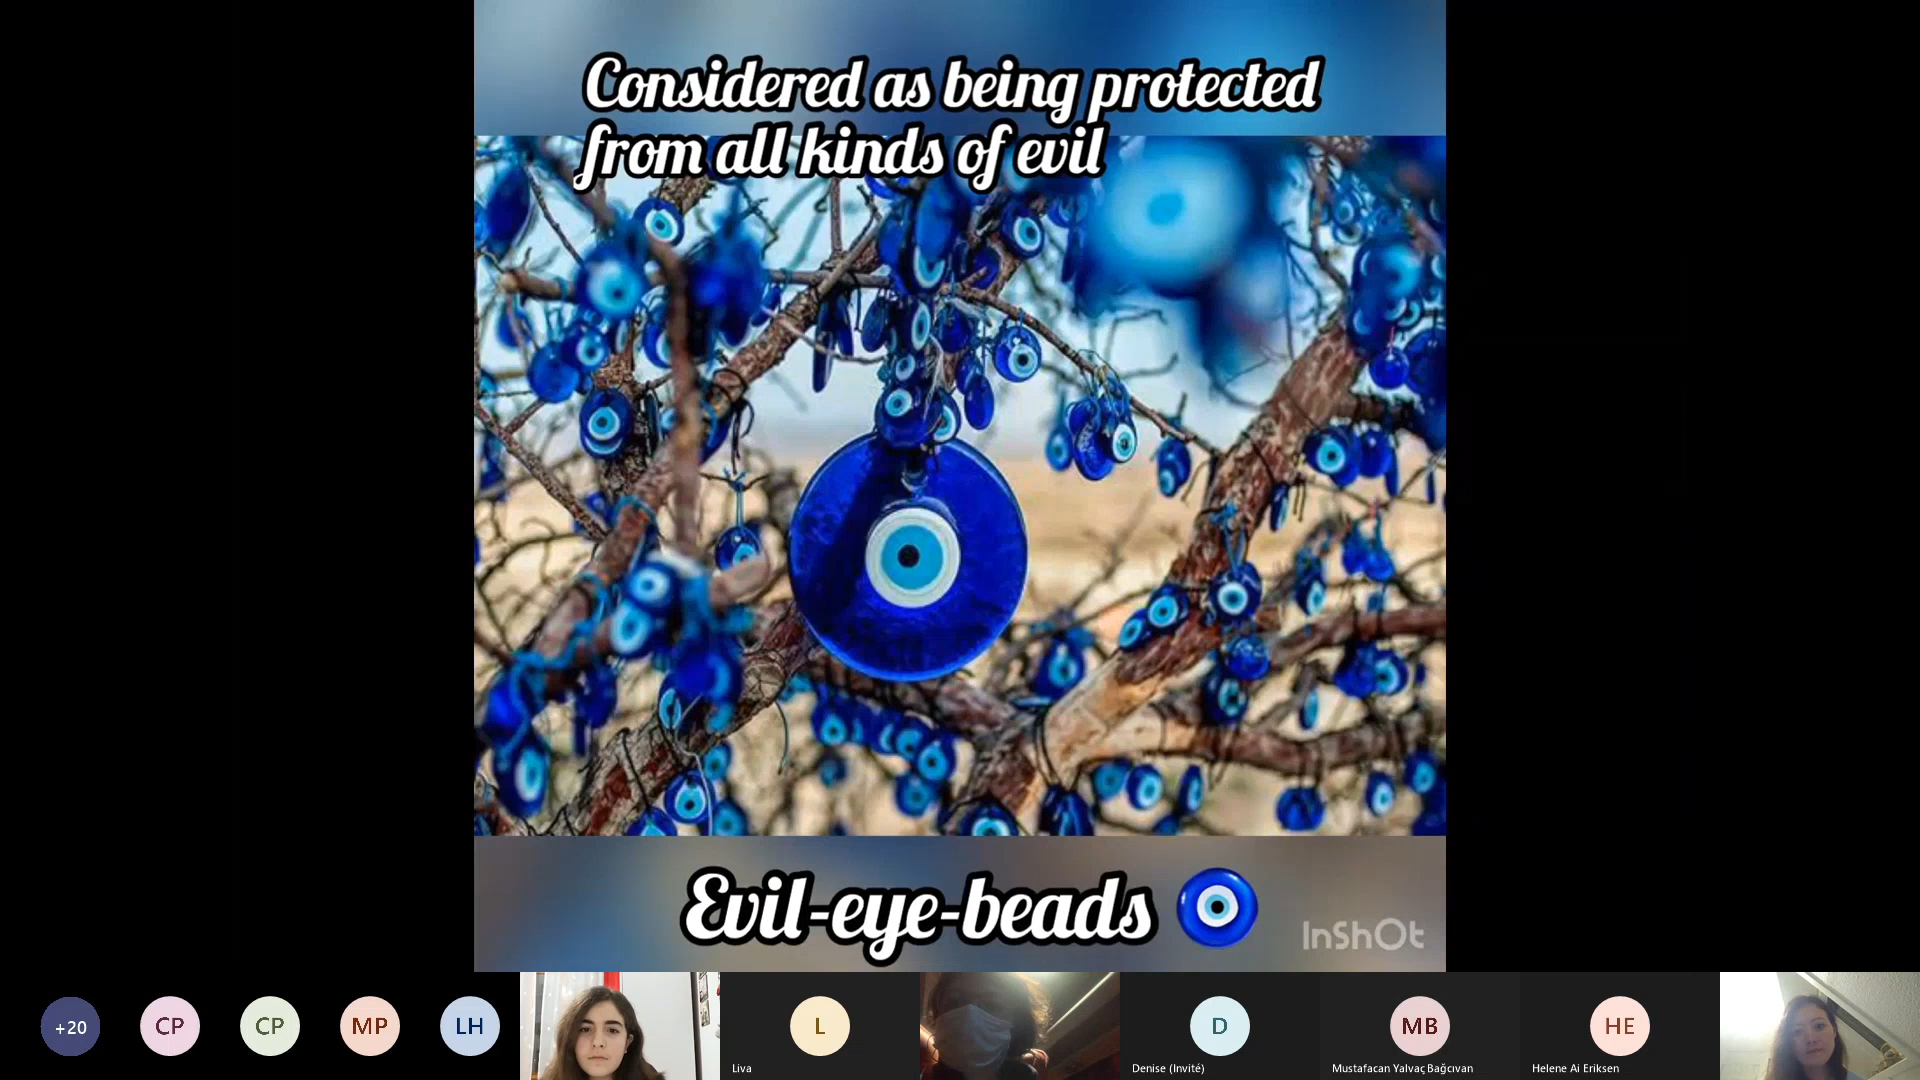 Considered as being protected
from all kinds of evil
Evil-eye-beads
InShOt
+20
CP
CP
MP
LH
L
Liva
D
Denise (Invité)
MB
Mustafacan Yalvaç Bağcıvan
HE
Helene Ai Eriksen